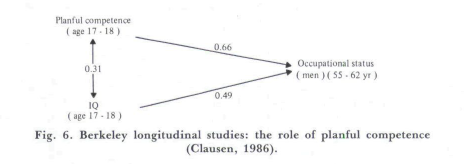 Planful competence
( age 17 - 18 )
0.66
Occupational status
( men ) ( 55 - 62 yr )
0.31
0.49
IQ
( age 17 - 18 )
Fig. 6. Berkeley longitudinal studies: the role of planful competence
(Clausen, 1986).